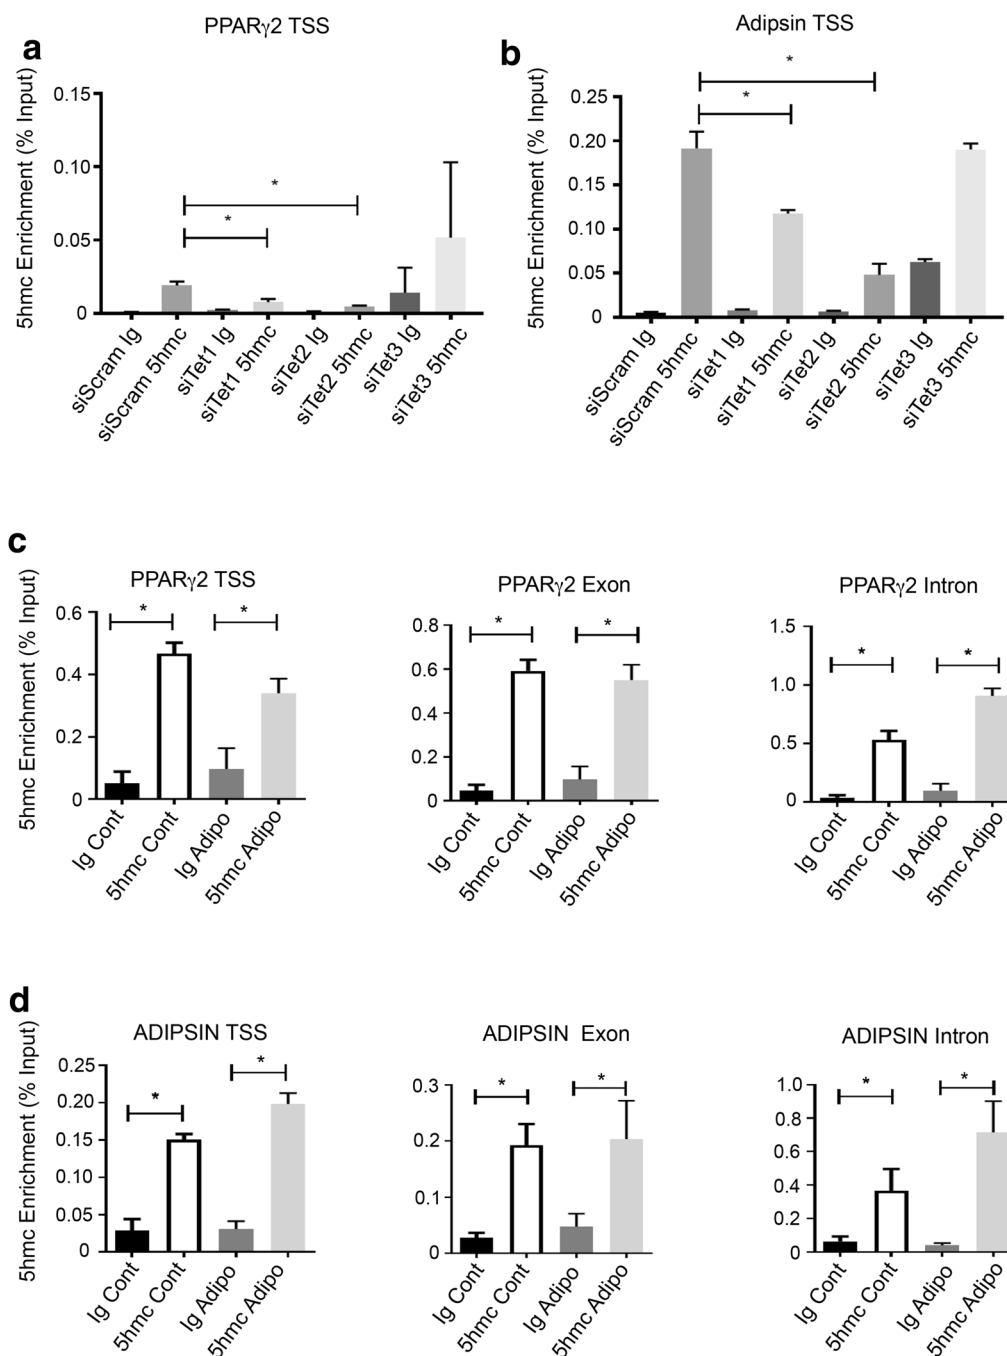 a
PPARγ2 TSS
5hmc Enrichment (% Input)
0.15
0.10
0.05
0
*
*
siScram Ig
siScram 5hmc
siTet1 Ig
siTet1 5hmc
siTet2 Ig
siTet2 5hmc
siTet3 Ig
siTet3 5hmc
b
Adipsin TSS
5hmc Enrichment (% Input)
0.25
0.20
0.15
0.10
0.05
0
*
*
siScram Ig
siScram 5hmc
siTet1 Ig
siTet1 5hmc
siTet2 Ig
siTet2 5hmc
siTet3 Ig
siTet3 5hmc
c
PPARγ2 TSS
5hmc Enrichment (% Input)
0.6
0.4
0.2
0
*
*
Ig Cont
5hmc Cont
Ig Adipo
5hmc Adipo
PPARγ2 Exon
0.8
0.6
0.4
0.2
0
*
*
Ig Cont
5hmc Cont
Ig Adipo
5hmc Adipo
PPARγ2 Intron
1.0
0.5
0
*
*
Ig Cont
5hmc Cont
Ig Adipo
5hmc Adipo
d
ADIPSIN TSS
5hmc Enrichment (% Input)
0.25
0.20
0.15
0.10
0.05
0
*
*
Ig Cont
5hmc Cont
Ig Adipo
5hmc Adipo
ADIPSIN Exon
0.3
0.2
0.1
0
*
*
Ig Cont
5hmc Cont
Ig Adipo
5hmc Adipo
ADIPSIN Intron
1.0
0.8
0.6
0.4
0.2
0
*
*
Ig Cont
5hmc Cont
Ig Adipo
5hmc Adipo